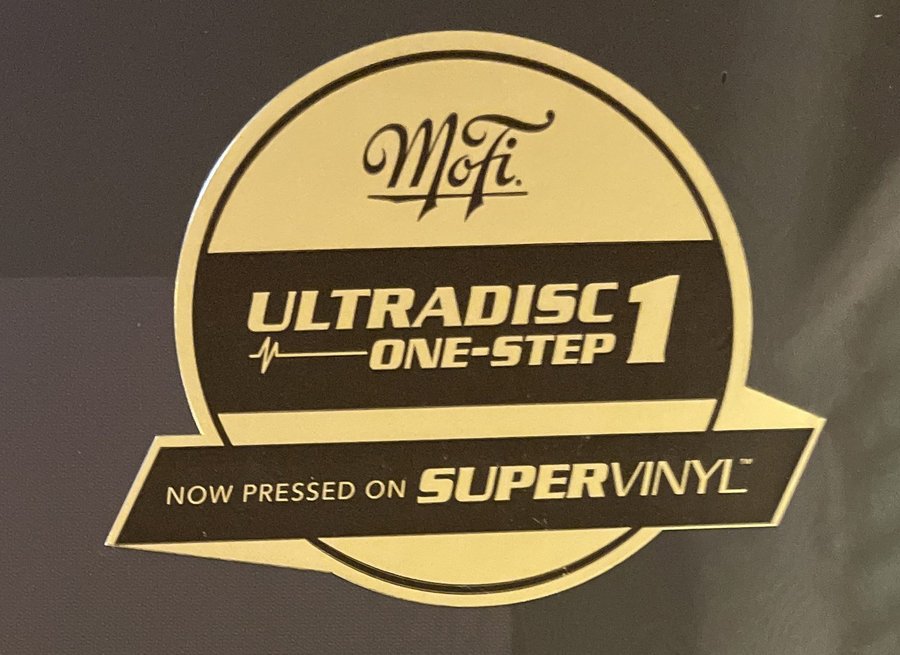 MoFi.
ULTRADISC 1
ONE-STEP
NOW PRESSED ON SUPERVINYL™